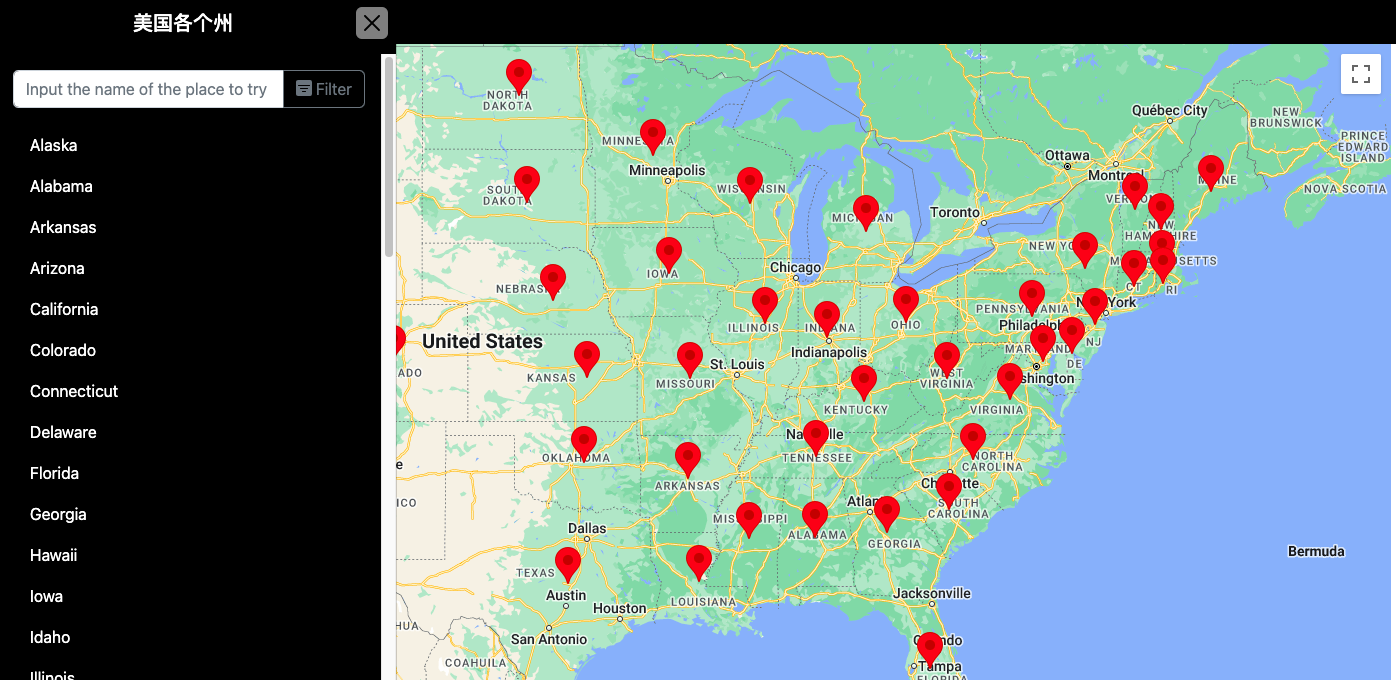 美国各个州
Input the name of the place to try
Filter
Alaska
Alabama
Arkansas
Arizona
California
Colorado
Connecticut
Delaware
Florida
Georgia
Hawaii
Iowa
Idaho
Illinois
NORTH
DAKOTA
MINNESOTA
Minneapolis
SOUTH
DAKOTA
WISCONSIN
MICHIGAN
Québec City
NEW
BRUNSWICK
PRINCE
EDWARD
ISLAND
Ottawa
Montreal
MAINE
NOVA SCOTIA
VERMONT
Toronto
NEW
HAMPSHIRE
NEW YORK
MASSACHUSETTS
CT
RI
IOWA
Chicago
NEBRASKA
PENNSYLVANIA
New York
ILLINOIS
INDIANA
OHIO
Philadelphia
United States
Indianapolis
MARYLAND
NJ
DE
ADO
KANSAS
MISSOURI
St. Louis
WEST
VIRGINIA
shington
KENTUCKY
VIRGINIA
Nashville
OKLAHOMA
TENNESSEE
NORTH
CAROLINA
e
ARKANSAS
Charlotte
ICO
Atlanta
SOUTH
CAROLINA
MISSISSIPPI
ALABAMA
GEORGIA
Dallas
Bermuda
TEXAS
Austin
Houston
LOUISIANA
Jacksonville
HUA
San Antonio
Orlando
COAHUILA
Tampa
FLORIDA